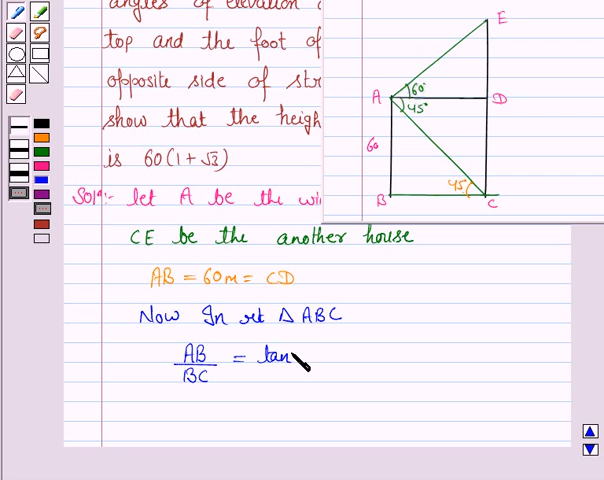 angles of elevation
top and the foot of
opposite side of str
show that the heigh
is 60(1+√3)
Solⁿ:- let A be the wi
CE be the another house
AB = 60m = CD
Now In rt Δ ABC
AB/BC = tan
E
A 60° D
45°
60
45°
B C